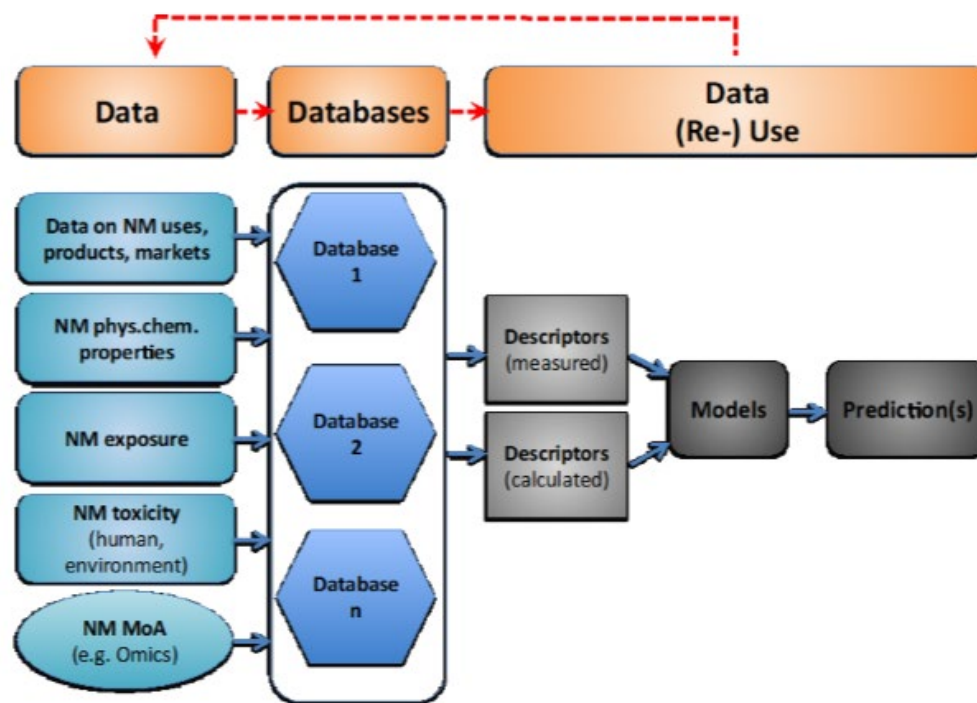 Data
Databases
Data
(Re-) Use
Data on NM uses,
products, markets
NM phys.chem.
properties
NM exposure
NM toxicity
(human,
environment)
NM MoA
(e.g. Omics)
Database
1
Database
2
Database
n
Descriptors
(measured)
Descriptors
(calculated)
Models
Prediction(s)